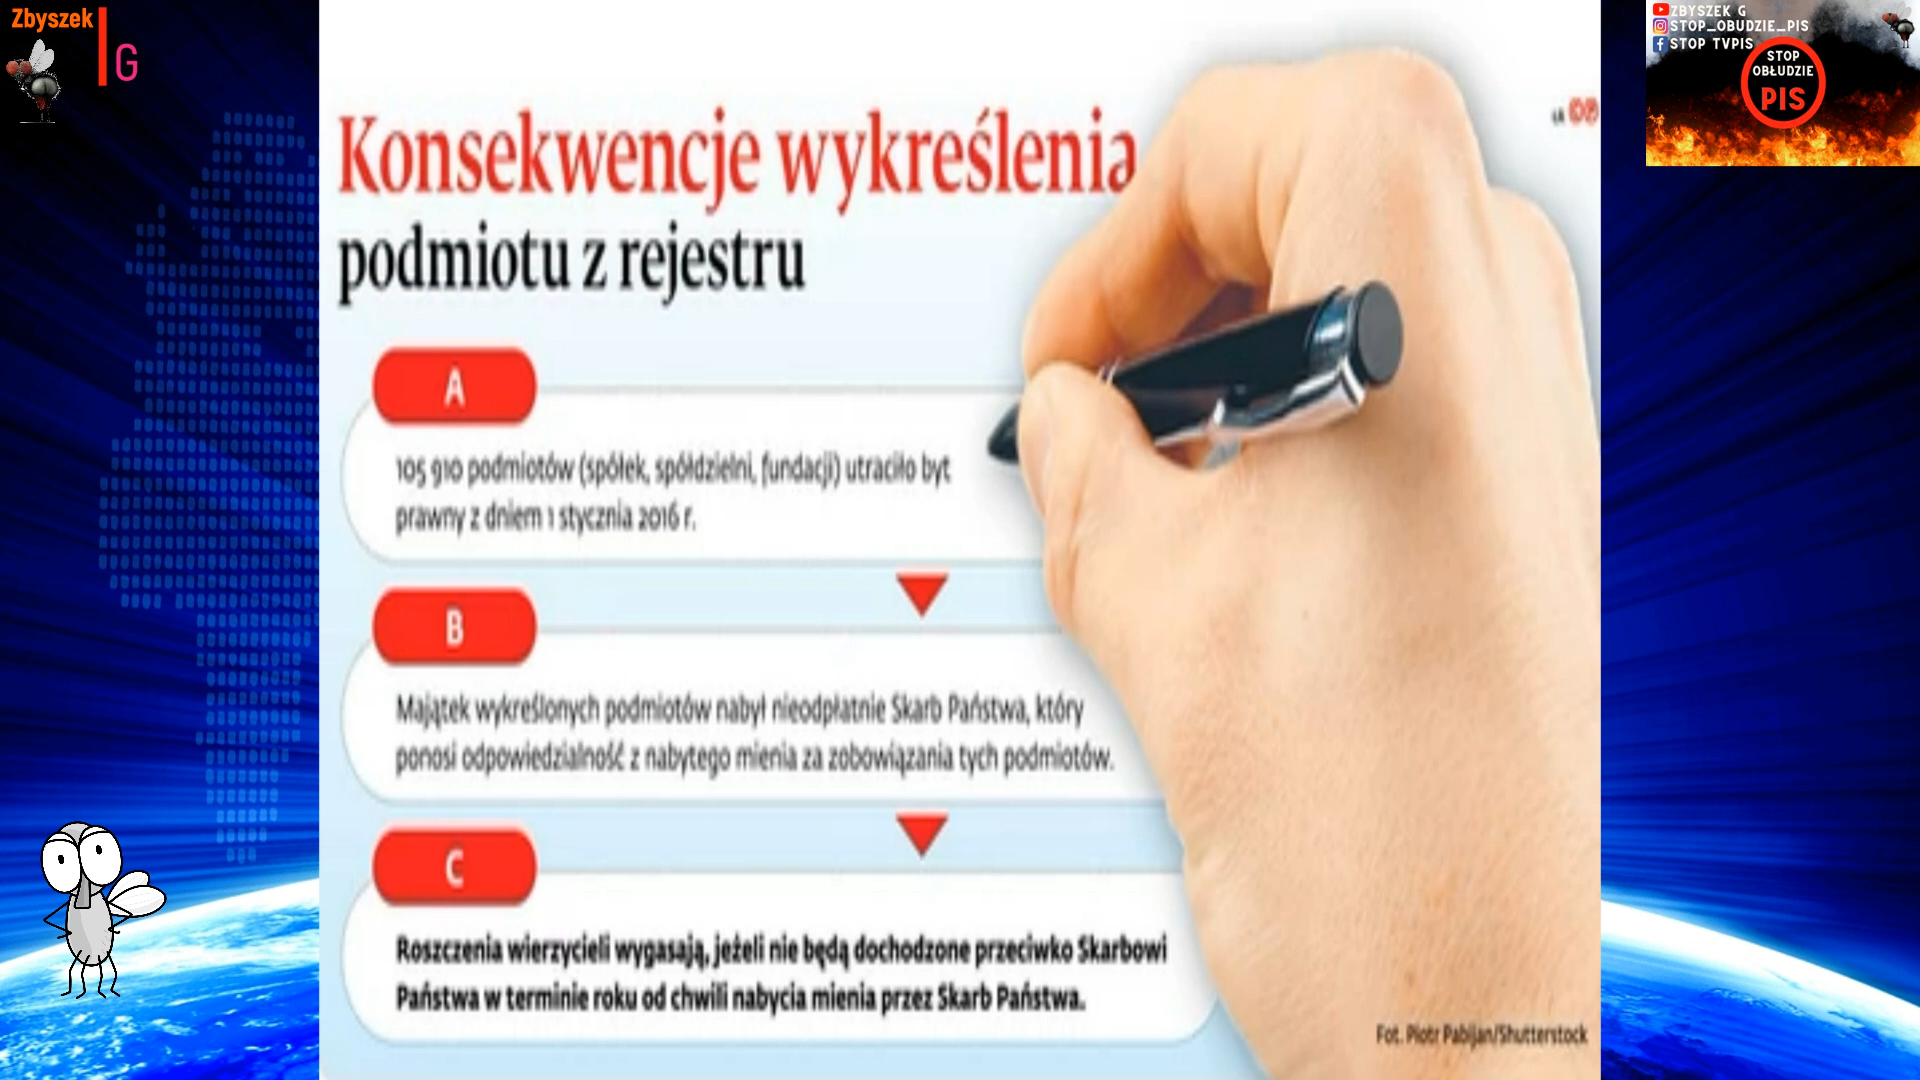 Zbyszek
G
ZBYSZEK G
STOP_OBUDZIE_PIS
STOP TVPIS
STOP
OBŁUDZIE
PIS
Konsekwencje wykreślenia
podmiotu z rejestru
A
105 910 podmiotów (spółek, spółdzielni, fundacji) utraciło byt
prawny z dniem 1 stycznia 2016 r.
B
Majątek wykreślonych podmiotów nabył nieodpłatnie Skarb Państwa, który
ponosi odpowiedzialność z nabytego mienia za zobowiązania tych podmiotów.
C
Roszczenia wierzycieli wygasają, jeżeli nie będą dochodzone przeciwko Skarbowi
Państwa w terminie roku od chwili nabycia mienia przez Skarb Państwa.
Fot. Piotr Pabijan/Shutterstock